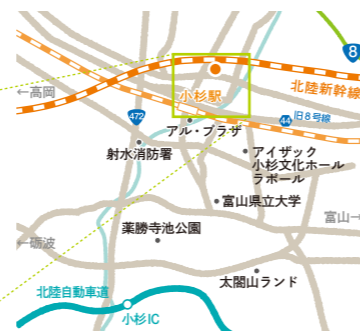 8
←高岡
小杉駅
北陸新幹線
472
44
旧8号線
アル・プラザ
射水消防署
アイザック
小杉文化ホール
ラポール
富山県立大学
富山→
薬勝寺池公園
←砺波
太閤山ランド
北陸自動車道
小杉IC